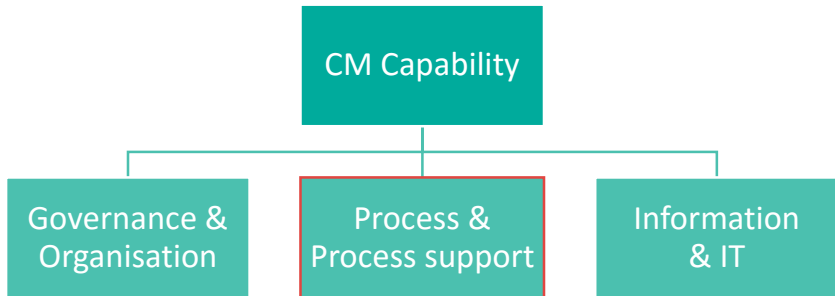 CM Capability
Governance &
Organisation
Process &
Process support
Information
& IT